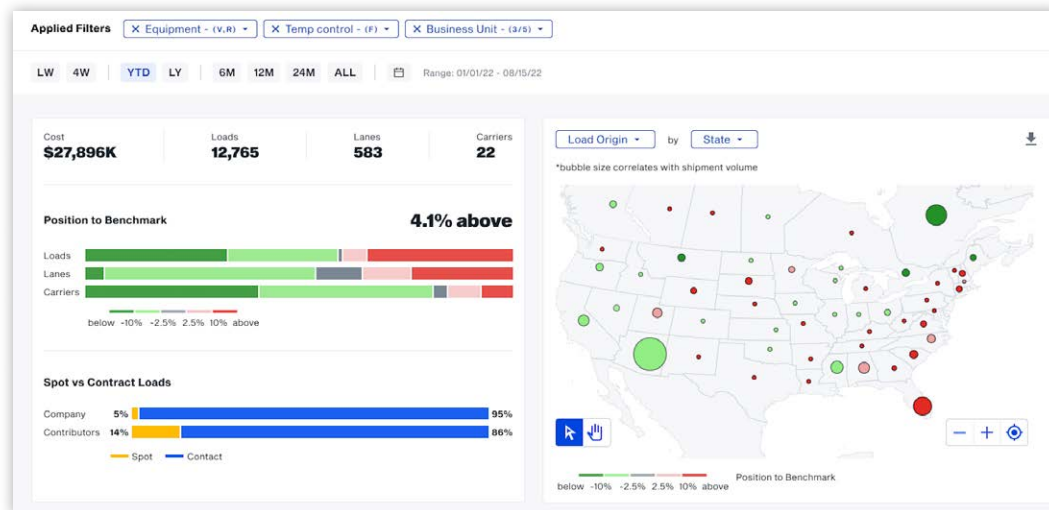 Applied Filters
Equipment - (V,R)
Temp control - (F)
Business Unit - (3/5)
LW 4W YTD LY 6M 12M 24M ALL Range: 01/01/22 - 08/15/22
Cost
$27,896K
Loads
12,765
Lanes
583
Carriers
22
Position to Benchmark
4.1% above
Loads
Lanes
Carriers
below -10% -2.5% 2.5% 10% above
Spot vs Contract Loads
Company 5% 95%
Contributors 14% 86%
Spot Contact
Load Origin by State
*bubble size correlates with shipment volume
below -10% -2.5% 2.5% 10% above
Position to Benchmark